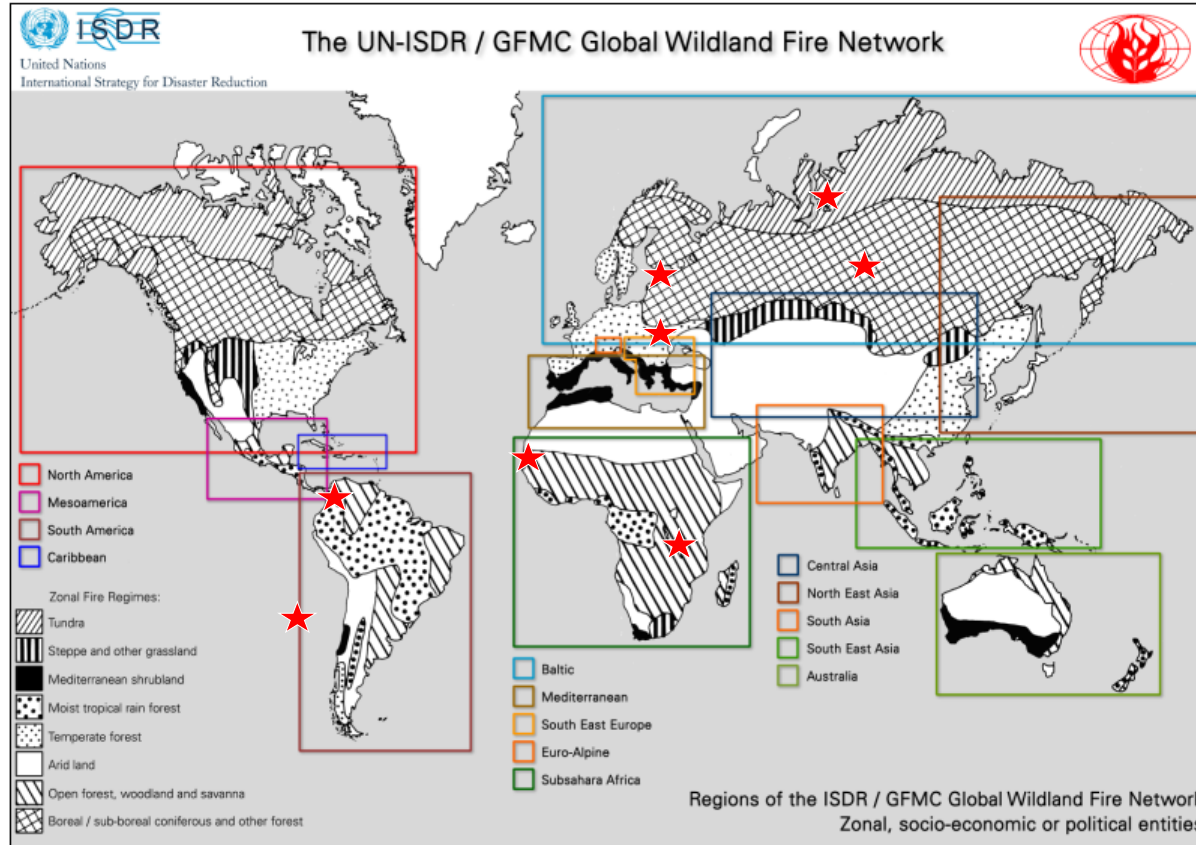 ISDR
United Nations
International Strategy for Disaster Reduction
The UN-ISDR / GFMC Global Wildland Fire Network
North America
Mesoamerica
South America
Caribbean
Zonal Fire Regimes:
Tundra
Steppe and other grassland
Mediterranean shrubland
Moist tropical rain forest
Temperate forest
Arid land
Open forest, woodland and savanna
Boreal / sub-boreal coniferous and other forest
Baltic
Mediterranean
South East Europe
Euro-Alpine
Subsahara Africa
Central Asia
North East Asia
South Asia
South East Asia
Australia
Regions of the ISDR / GFMC Global Wildland Fire Network
Zonal, socio-economic or political entities